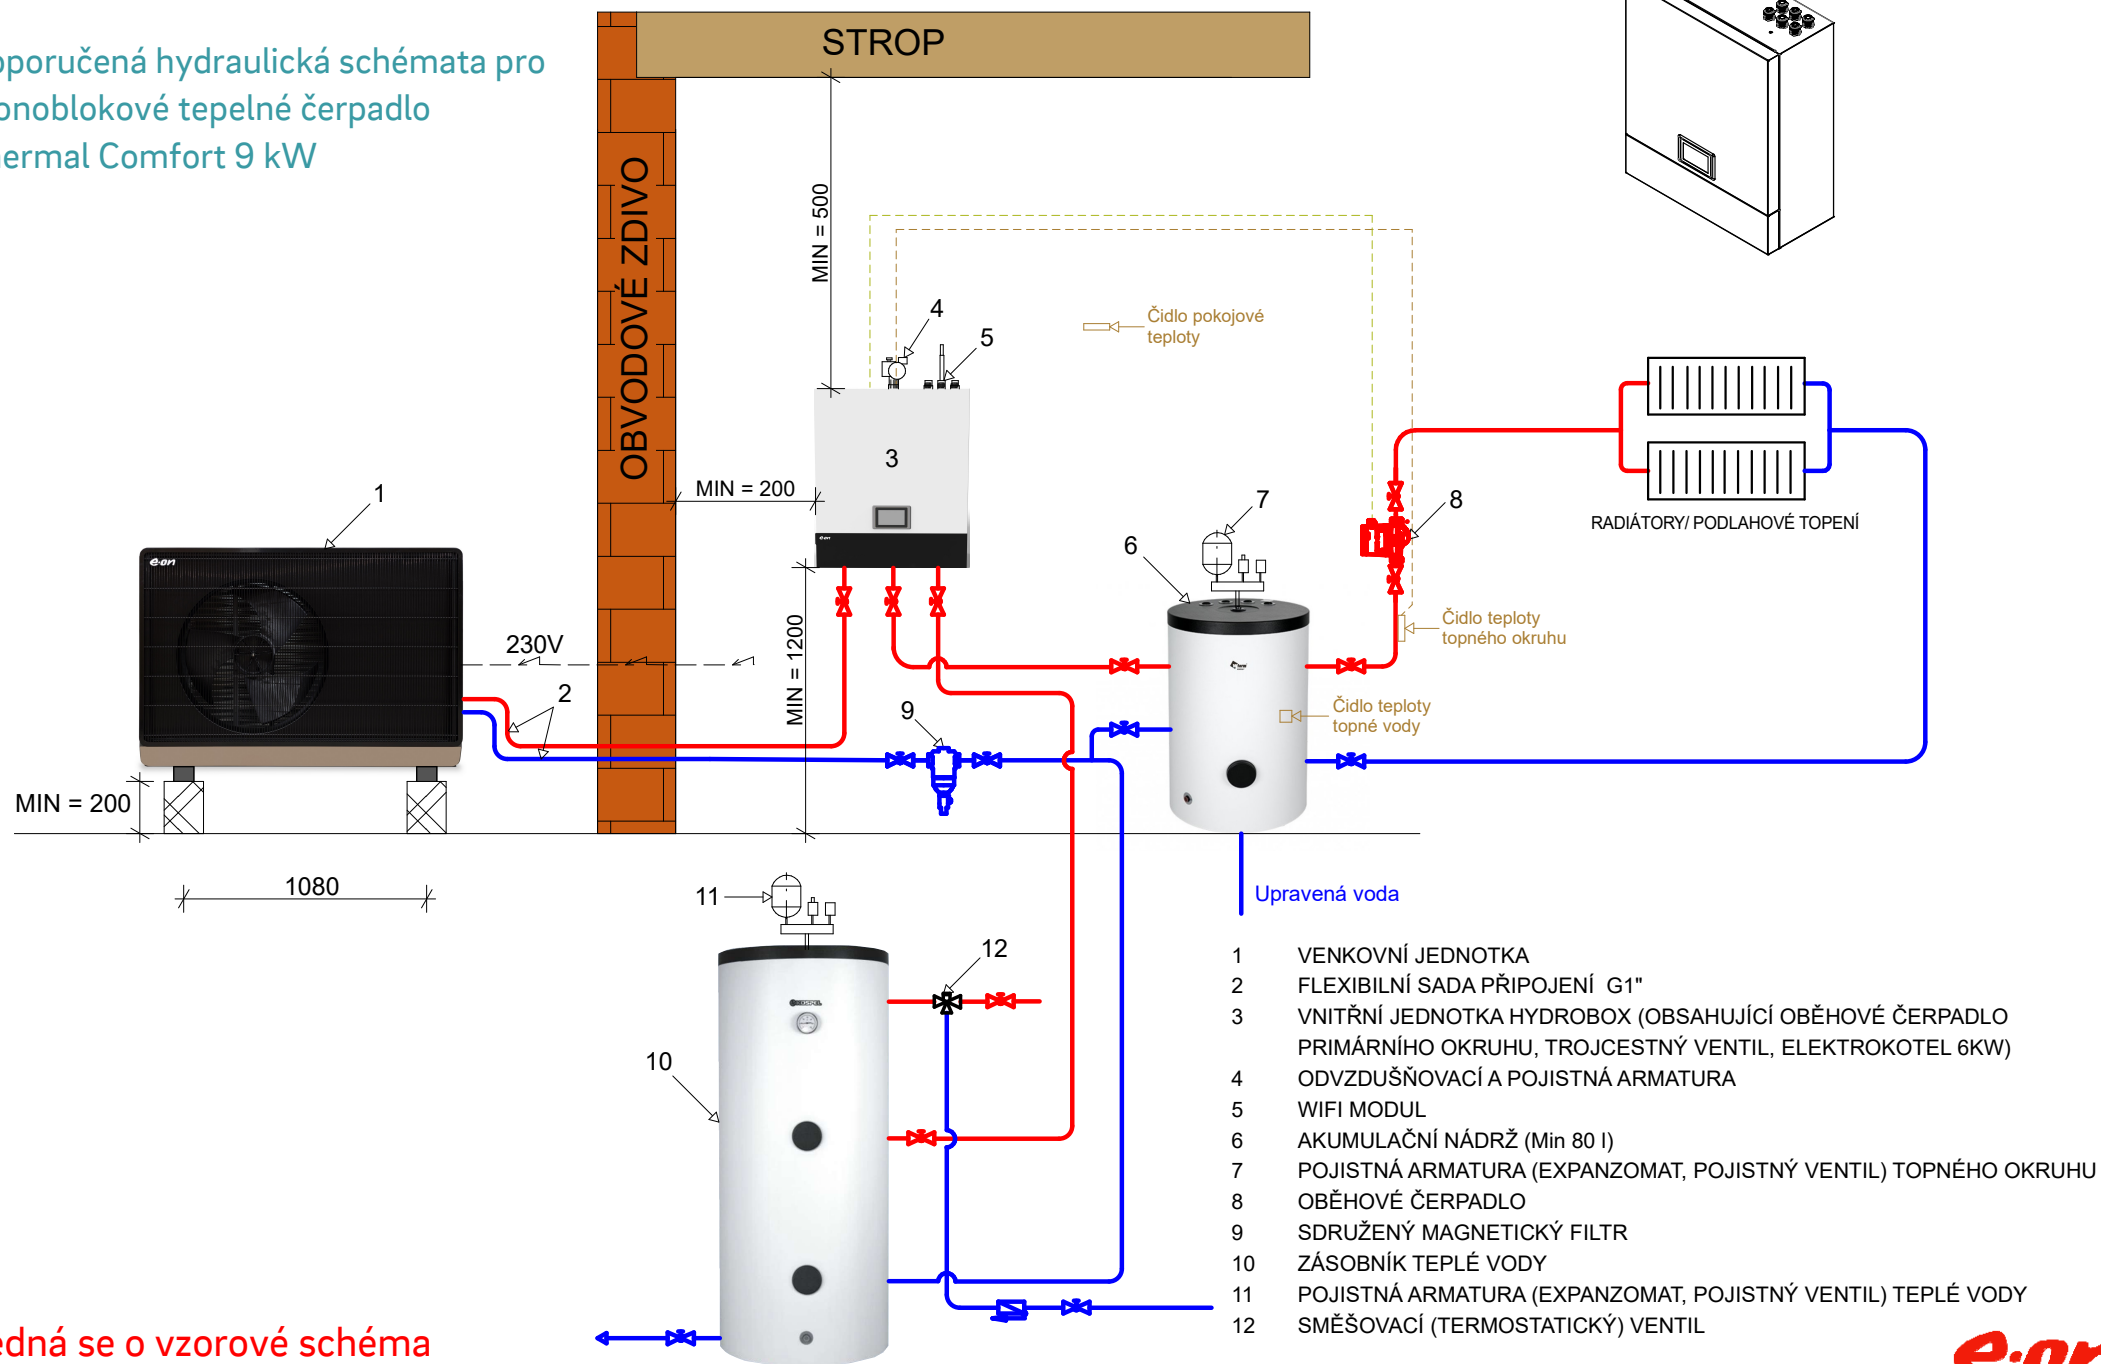 oporučená hydraulická schémata pro
onoblokové tepelné čerpadlo
hermal Comfort 9 kW
STROP
OBVODOVÉ ZDIVO
MIN = 500
4
5
Čidlo pokojové
teploty
3
MIN = 200
e·on
1
e·on
230V
2
MIN = 1200
9
MIN = 200
1080
6
7
8
RADIÁTORY/ PODLAHOVÉ TOPENÍ
Čidlo teploty
topného okruhu
Čidlo teploty
topné vody
Upravená voda
11
12
10
1 VENKOVNÍ JEDNOTKA
2 FLEXIBILNÍ SADA PŘIPOJENÍ G1"
3 VNITŘNÍ JEDNOTKA HYDROBOX (OBSAHUJÍCÍ OBĚHOVÉ ČERPADLO
PRIMÁRNÍHO OKRUHU, TROJCESTNÝ VENTIL, ELEKTROKOTEL 6KW)
4 ODVZDUŠŇOVACÍ A POJISTNÁ ARMATURA
5 WIFI MODUL
6 AKUMULAČNÍ NÁDRŽ (Min 80 l)
7 POJISTNÁ ARMATURA (EXPANZOMAT, POJISTNÝ VENTIL) TOPNÉHO OKRUHU
8 OBĚHOVÉ ČERPADLO
9 SDRUŽENÝ MAGNETICKÝ FILTR
10 ZÁSOBNÍK TEPLÉ VODY
11 POJISTNÁ ARMATURA (EXPANZOMAT, POJISTNÝ VENTIL) TEPLÉ VODY
12 SMĚŠOVACÍ (TERMOSTATICKÝ) VENTIL
edná se o vzorové schéma
e·on